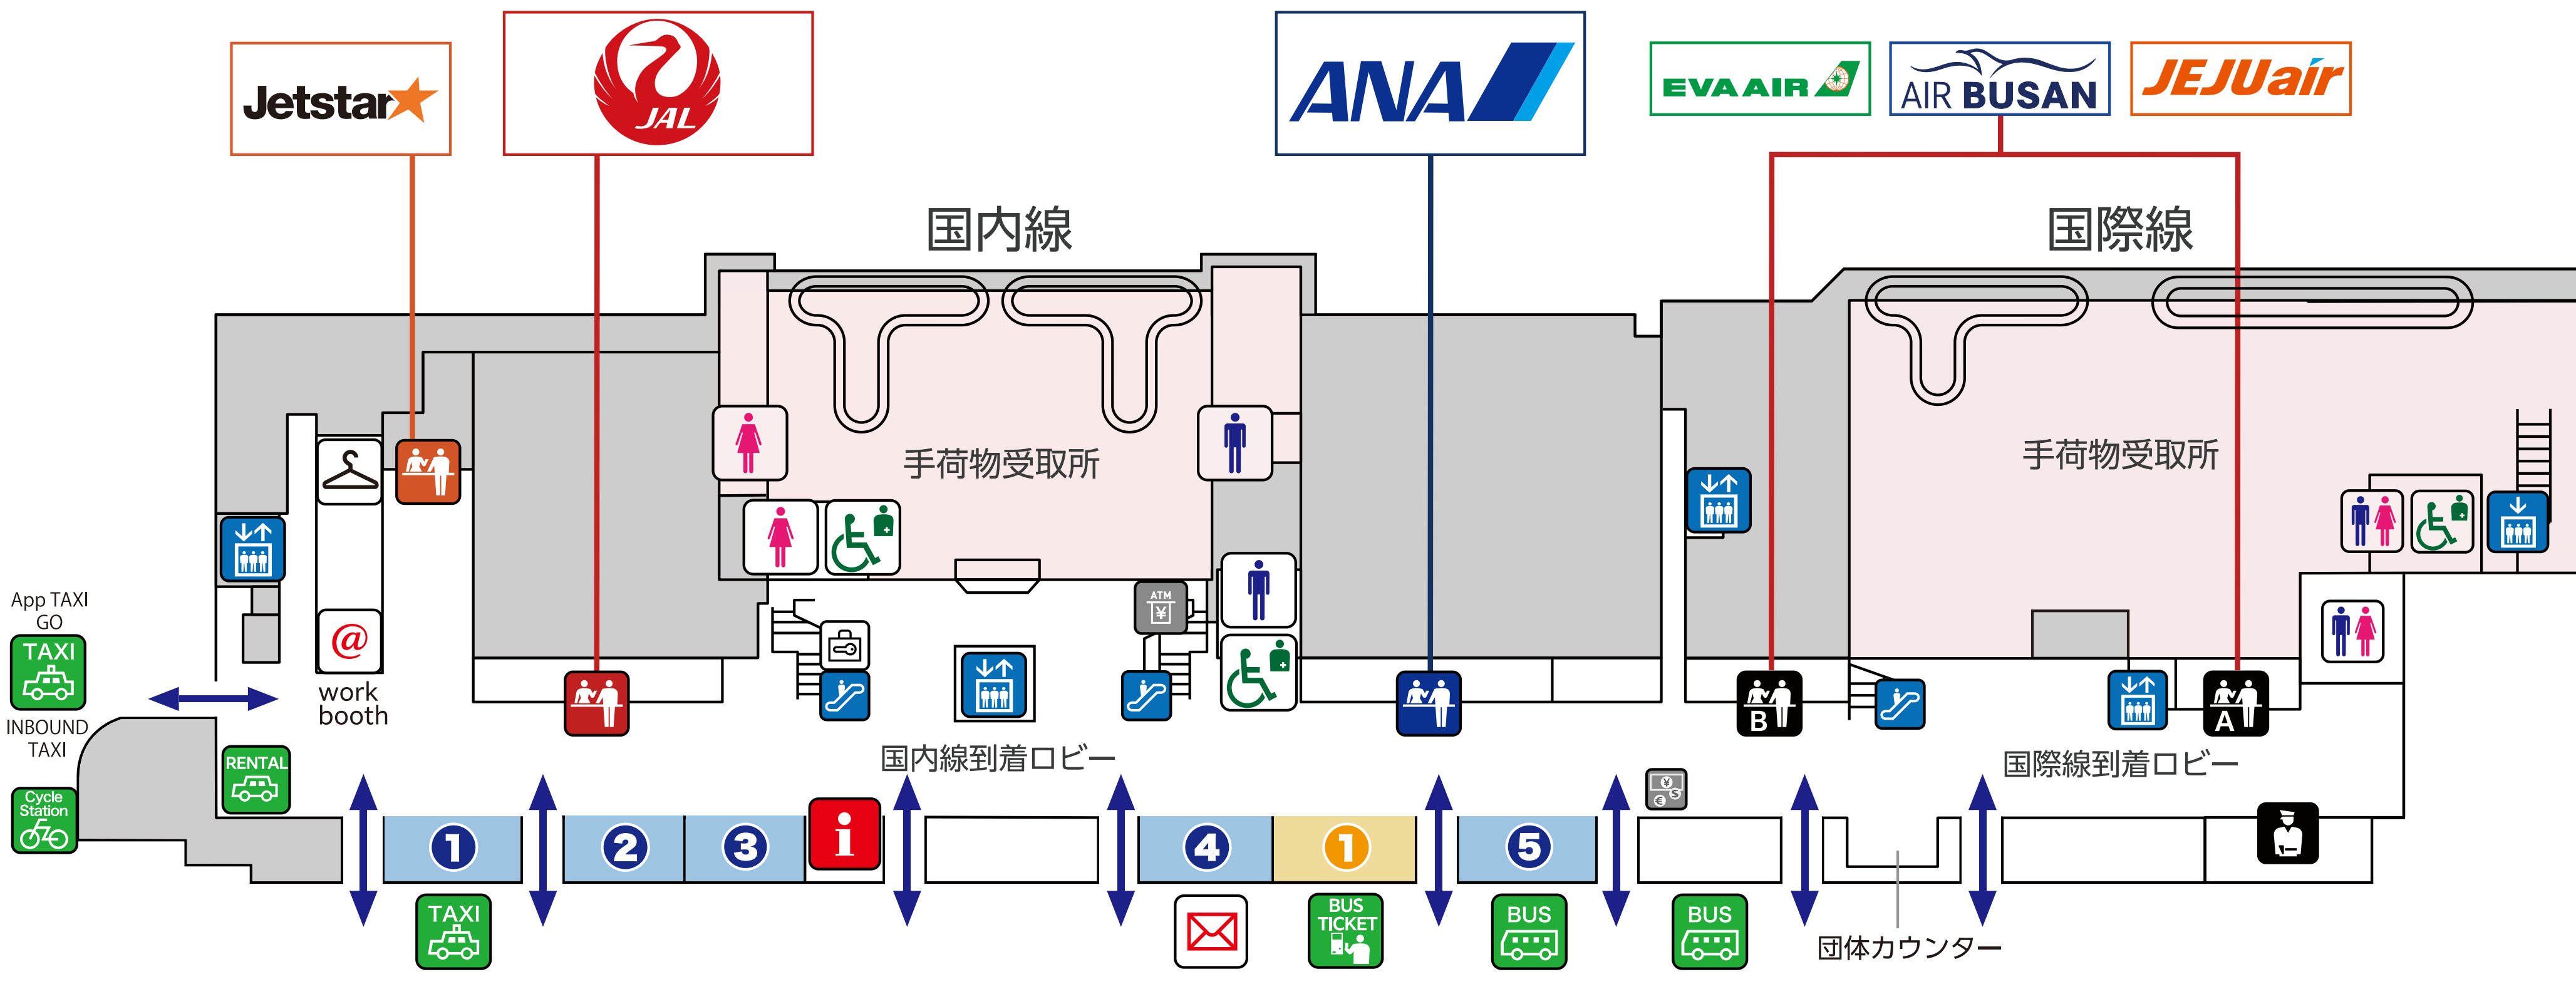 Jetstar
JAL
ANA
EVA AIR
AIR BUSAN
JEJUair
国内線
国際線
手荷物受取所
手荷物受取所
ATM
¥
App TAXI
GO
TAXI
@
work
booth
INBOUND
TAXI
RENTAL
Cycle
Station
B
A
国内線到着ロビー
国際線到着ロビー
¥
$
€
1
2
3
i
4
1
5
TAXI
BUS
TICKET
BUS
BUS
団体カウンター